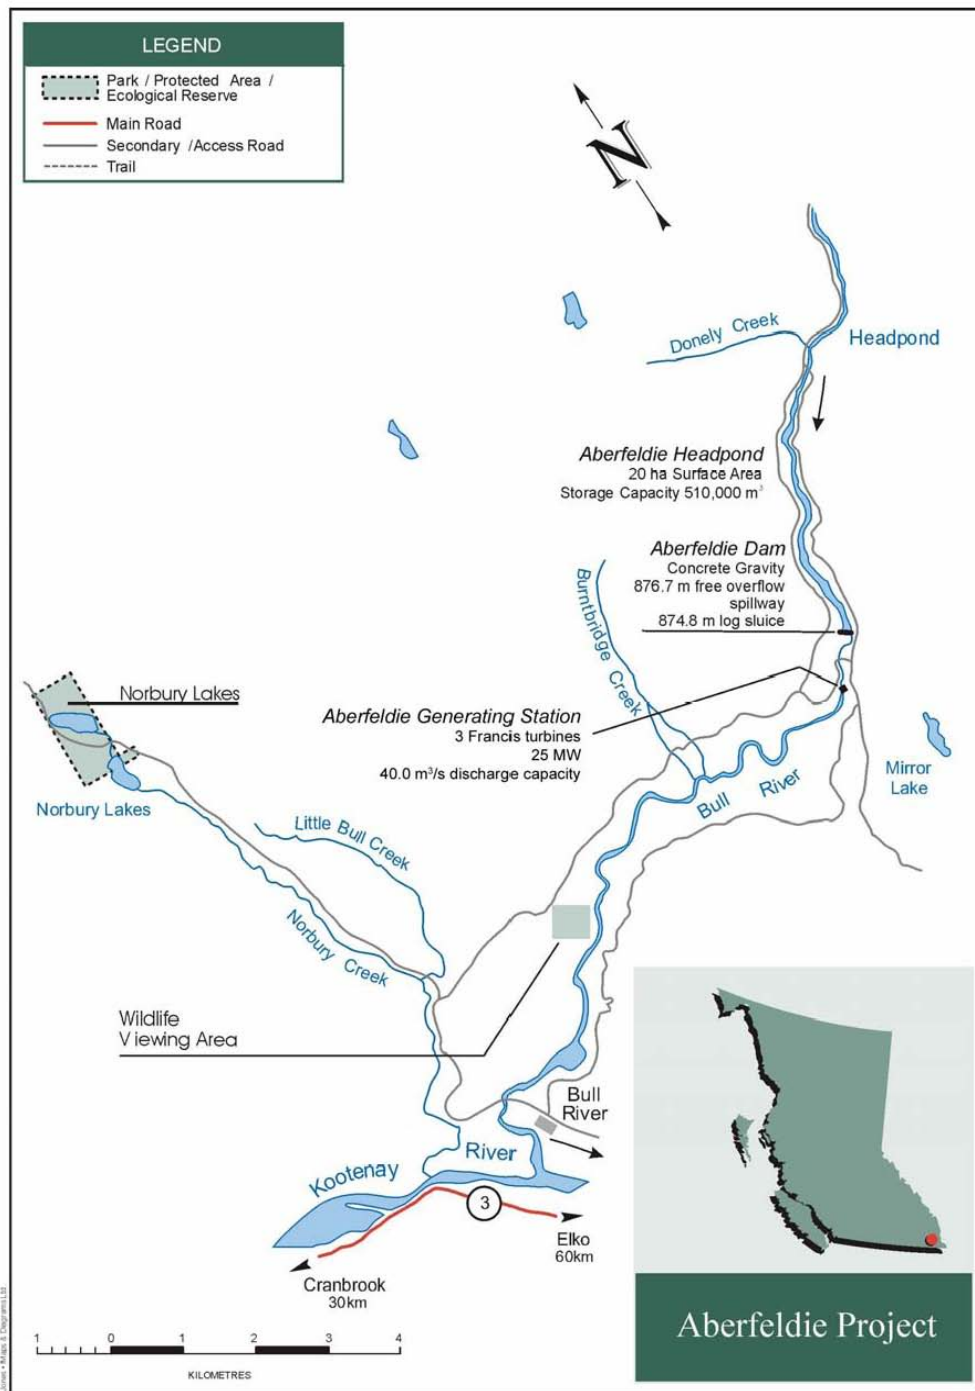 LEGEND
Park / Protected Area /
Ecological Reserve
Main Road
Secondary /Access Road
Trail
N
Donely Creek
Headpond
Aberfeldie Headpond
20 ha Surface Area
Storage Capacity 510,000 m³
Aberfeldie Dam
Concrete Gravity
876.7 m free overflow
spillway
874.8 m log sluice
Burntbridge Creek
Norbury Lakes
Aberfeldie Generating Station
3 Francis turbines
25 MW
40.0 m³/s discharge capacity
Mirror
Lake
Bull River
Norbury Lakes
Little Bull Creek
Norbury Creek
Wildlife
Viewing Area
Bull
River
Kootenay River
3
Elko
60km
Cranbrook
30km
1 0 1 2 3 4
KILOMETRES
Aberfeldie Project